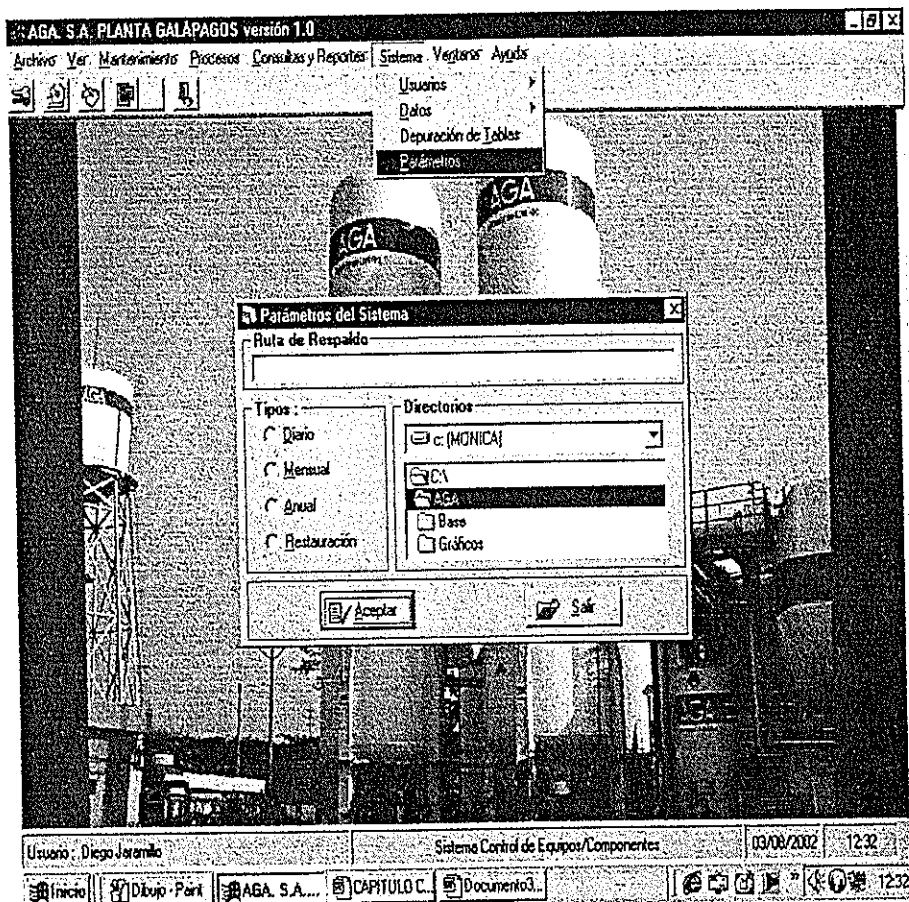 AGA. S.A. PLANTA GALÁPAGOS versión 1.0
Archivo Ver Mantenimiento Procesos Consultas y Reportes Sistema Ventana Ayuda
Usuarios
Datos
Depuración de Tablas
Parámetros
AGA
AGA
Parámetros del Sistema
Ruta de Respaldo
Tipos :
Diario
Mensual
Anual
Restauración
Directorios
c: [MONICA]
C:\
AGA
Base
Gráficos
Aceptar
Salir
AGA
Usuario : Diego Jaramillo
Sistema Control de Equipos/Componentes
03/08/2002
12:32
Inicio
Dibujo - Paint
AGA. S.A....
CAPÍTULO C...
Documento3...
12:32